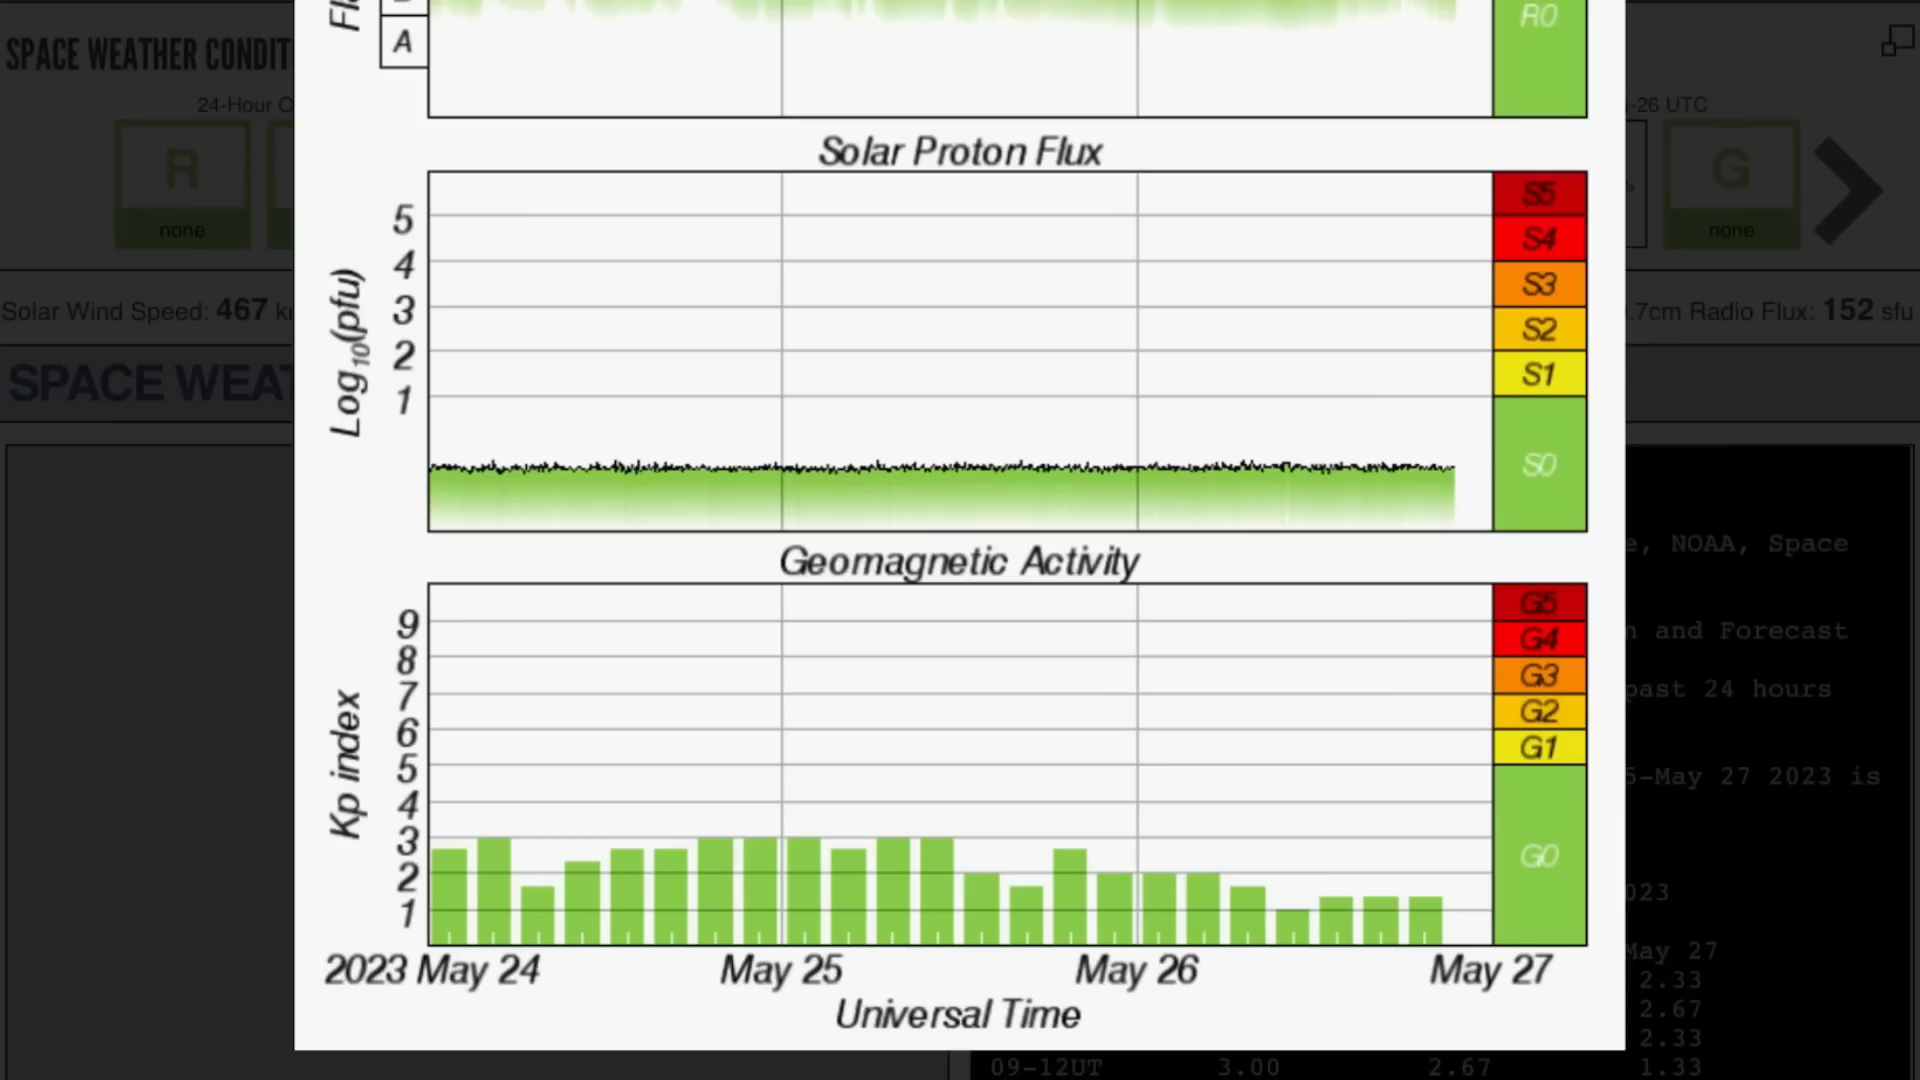 R0
A
SPACE WEATHER CONDIT
24-Hour
-26 UTC
R
none
G
none
Solar Proton Flux
S5
S4
S3
S2
S1
S0
5
4
3
2
1
Log10(pfu)
Solar Wind Speed: 467
.7cm Radio Flux: 152 sfu
SPACE WEAT
e, NOAA, Space
Geomagnetic Activity
G5
G4
G3
G2
G1
G0
9
8
7
6
5
4
3
2
1
Kp index
n and Forecast
past 24 hours
5-May 27 2023 is
023
May 27
2.33
2.67
2.33
2023 May 24 May 25 May 26 May 27
Universal Time
09-12UT 3.00 2.67 1.33